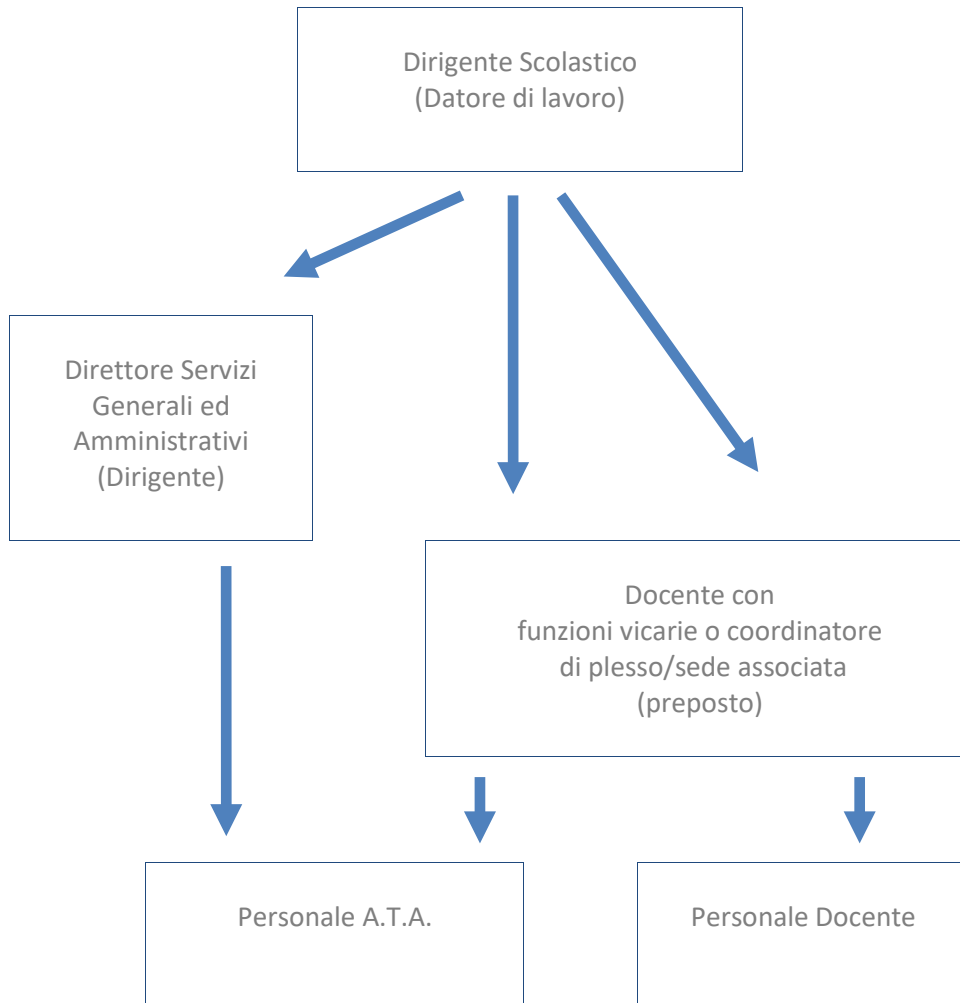 Dirigente Scolastico
(Datore di lavoro)
Direttore Servizi
Generali ed
Amministrativi
(Dirigente)
Docente con
funzioni vicarie o coordinatore
di plesso/sede associata
(preposto)
Personale A.T.A.
Personale Docente